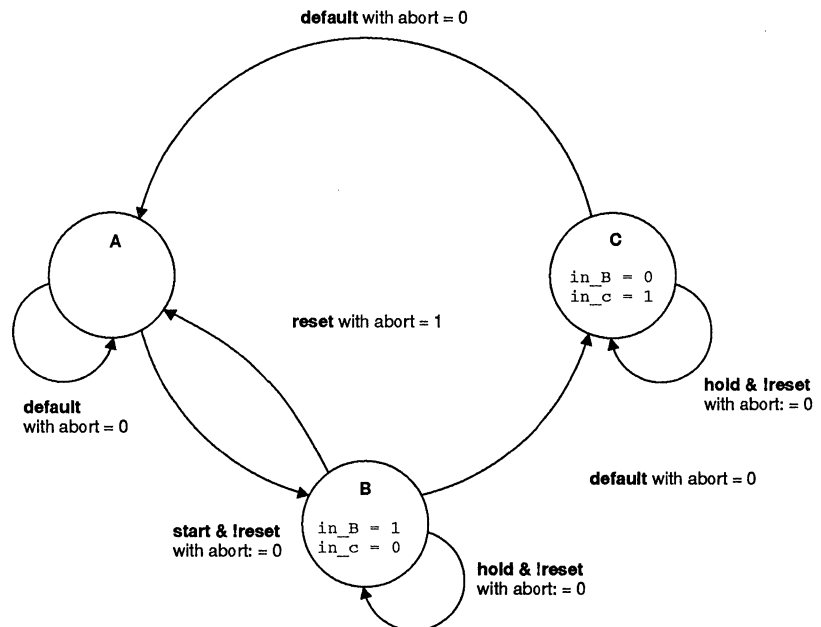 default with abort = 0
A
C
in_B = 0
in_c = 1
reset with abort = 1
hold & !reset
with abort: = 0
default
with abort = 0
default with abort = 0
B
in_B = 1
in_c = 0
start & !reset
with abort: = 0
hold & !reset
with abort: = 0